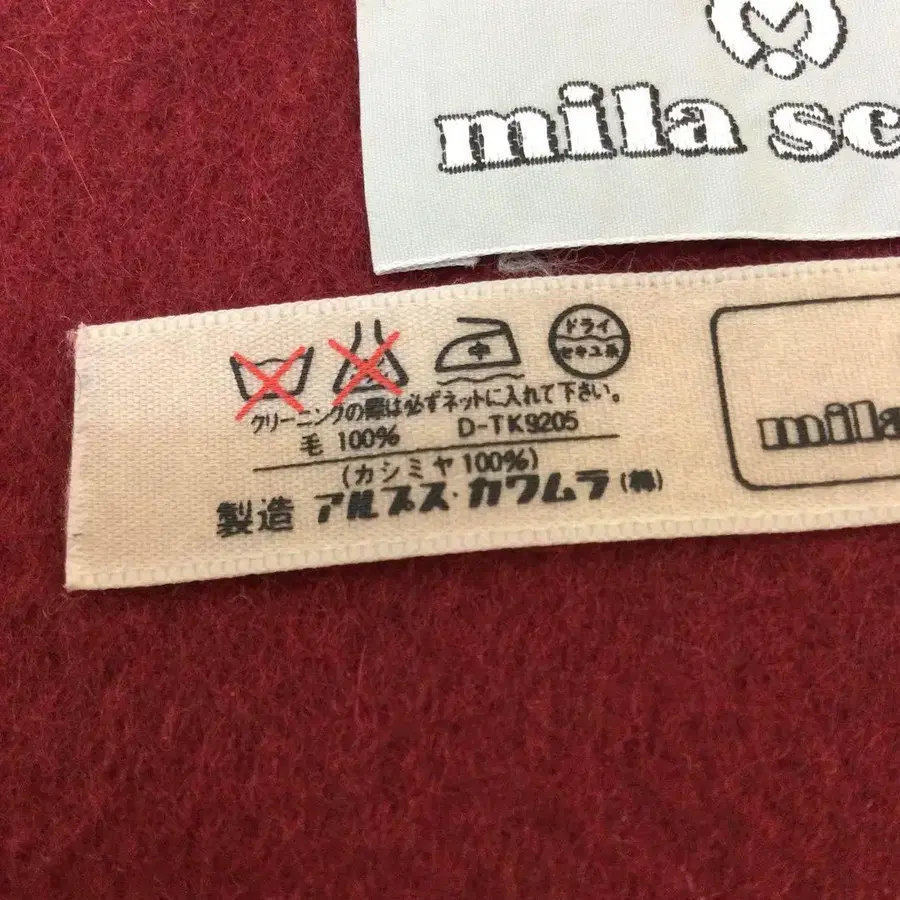 mila sc
ドライ
セキユ系
クリーニングの際は必ずネットに入れて下さい。
毛 100% D-TK9205
(カシミヤ100%)
製造 アルプス・カワムラ(株)
中
mila